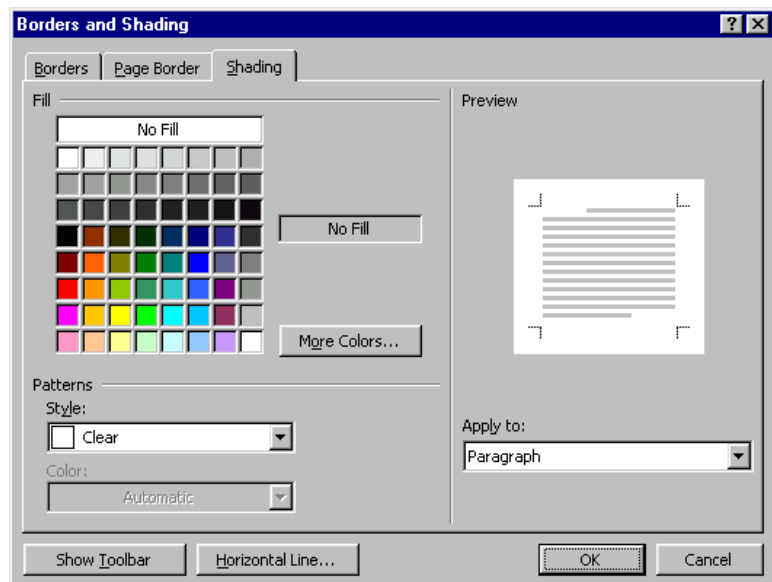 Borders and Shading
Borders Page Border Shading
Fill
No Fill
No Fill
More Colors...
Patterns
Style:
Clear
Color:
Automatic
Preview
Apply to:
Paragraph
Show Toolbar Horizontal Line... OK Cancel